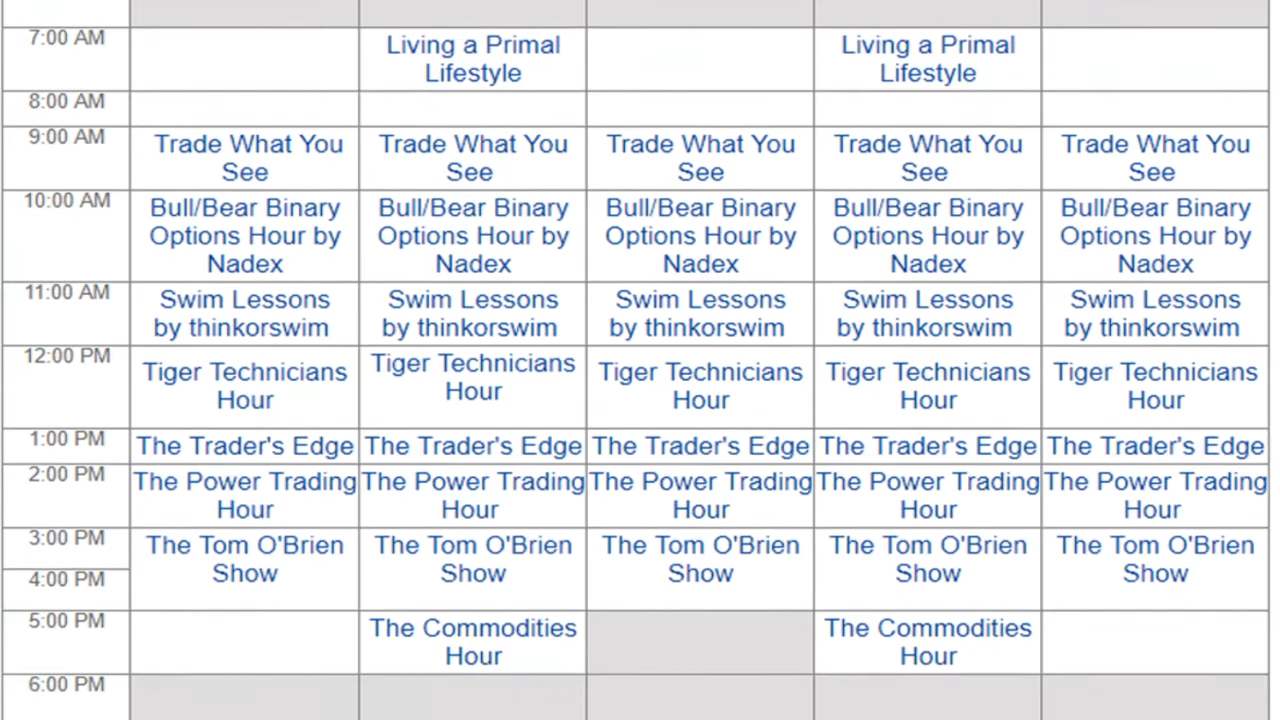 7:00 AM
Living a Primal
Lifestyle
Living a Primal
Lifestyle
8:00 AM
9:00 AM
Trade What You
See
Trade What You
See
Trade What You
See
Trade What You
See
Trade What You
See
10:00 AM
Bull/Bear Binary
Options Hour by
Nadex
Bull/Bear Binary
Options Hour by
Nadex
Bull/Bear Binary
Options Hour by
Nadex
Bull/Bear Binary
Options Hour by
Nadex
Bull/Bear Binary
Options Hour by
Nadex
11:00 AM
Swim Lessons
by thinkorswim
Swim Lessons
by thinkorswim
Swim Lessons
by thinkorswim
Swim Lessons
by thinkorswim
Swim Lessons
by thinkorswim
12:00 PM
Tiger Technicians
Hour
Tiger Technicians
Hour
Tiger Technicians
Hour
Tiger Technicians
Hour
Tiger Technicians
Hour
1:00 PM
The Trader's Edge
The Trader's Edge
The Trader's Edge
The Trader's Edge
The Trader's Edge
2:00 PM
The Power Trading
Hour
The Power Trading
Hour
The Power Trading
Hour
The Power Trading
Hour
The Power Trading
Hour
3:00 PM
The Tom O'Brien
Show
The Tom O'Brien
Show
The Tom O'Brien
Show
The Tom O'Brien
Show
The Tom O'Brien
Show
4:00 PM
5:00 PM
The Commodities
Hour
The Commodities
Hour
6:00 PM